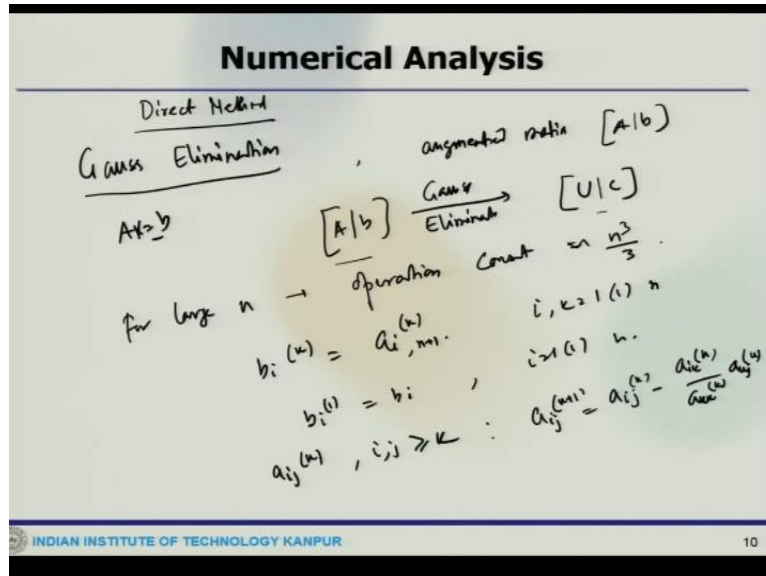 Numerical Analysis
Direct Method
Gauss Elimination , augmented matrix [A|b]
Ax=b [A|b] Gauss Eliminat → [U|c]
For large n → operation count ≈ n³/3 .
bᵢ⁽ᵏ⁾ = aᵢ,ₙ₊₁⁽ᵏ⁾ . i, k=1(1) n
bᵢ⁽¹⁾ = bᵢ , i=1(1) n.
aᵢⱼ⁽ᵏ⁾ , i,j ≥ k : aᵢⱼ⁽ᵏ⁺¹⁾ = aᵢⱼ⁽ᵏ⁾ - aᵢₖ⁽ᵏ⁾/aₖₖ⁽ᵏ⁾ aₖⱼ⁽ᵏ⁾
INDIAN INSTITUTE OF TECHNOLOGY KANPUR 10